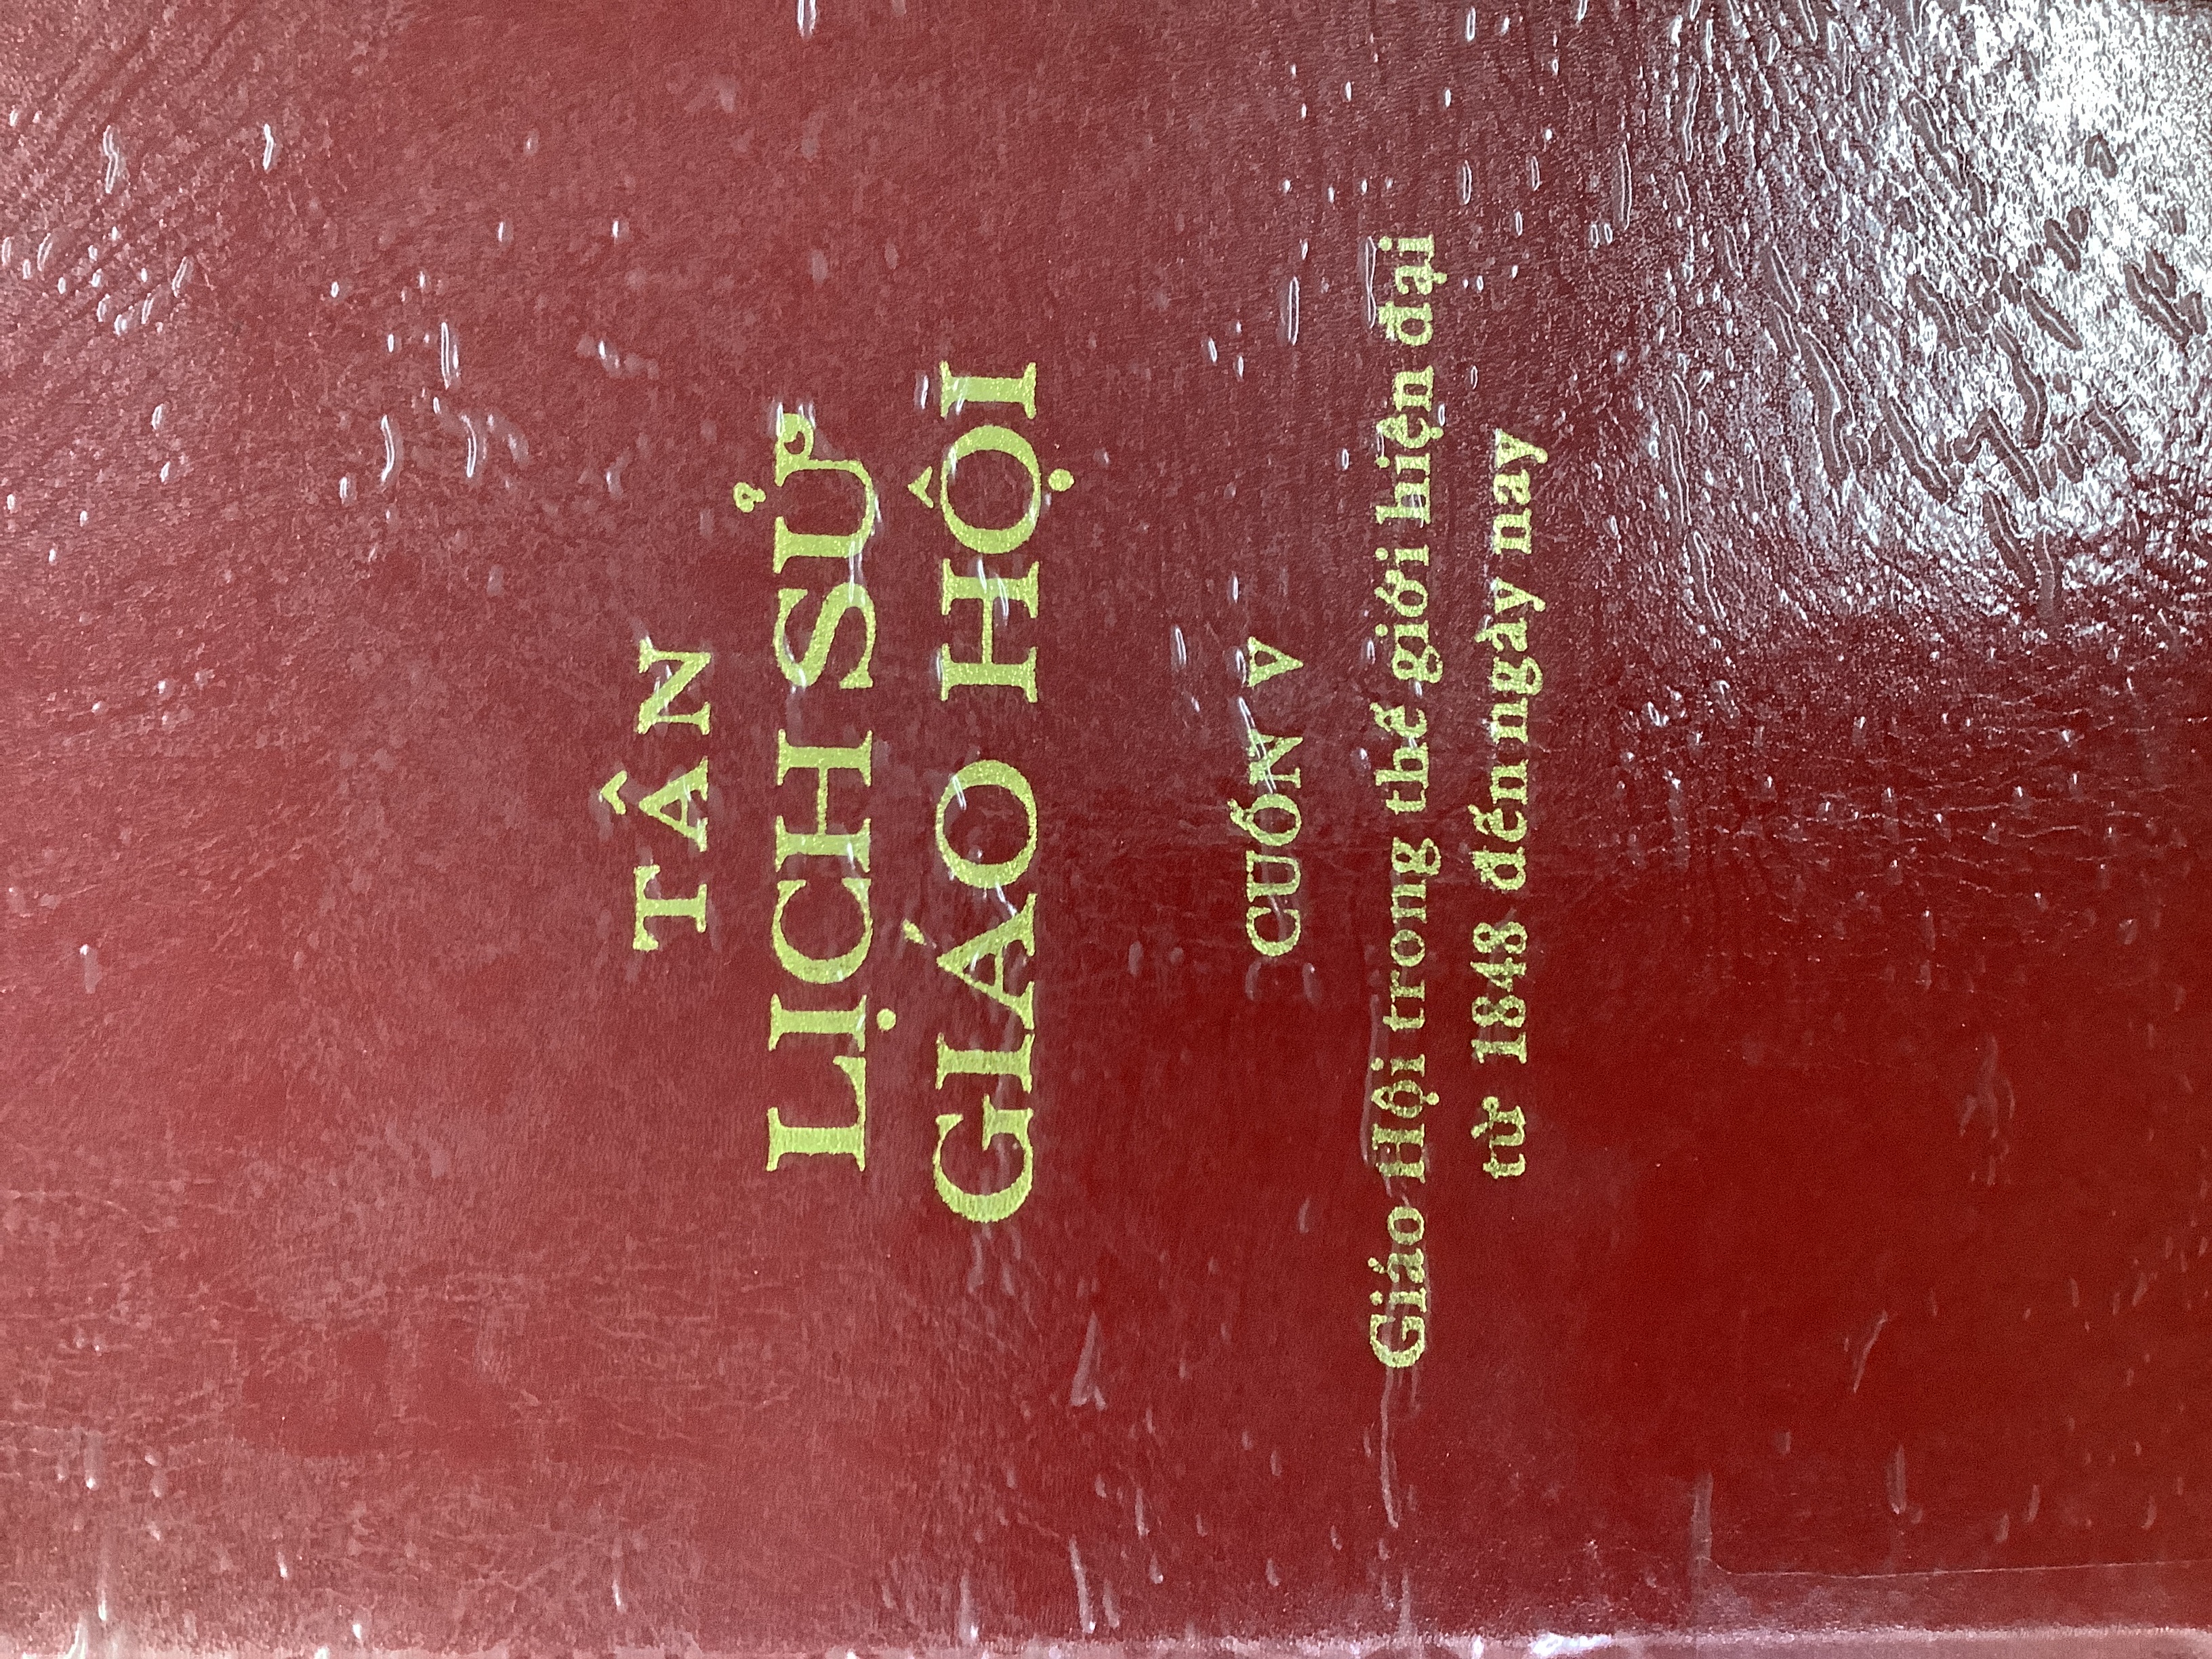 TÂN
LỊCH SỬ
GIÁO HỘI
CUỐN V
Giáo Hội trong thế giới hiện đại
từ 1848 đến ngày nay